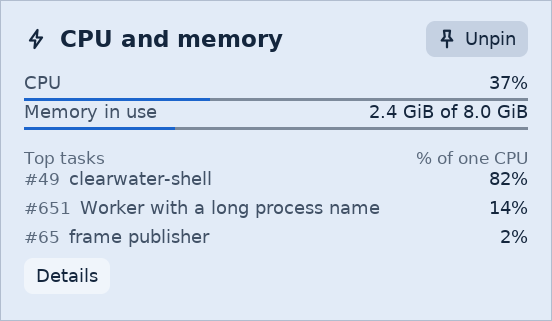 CPU and memory
Unpin
CPU 37%
Memory in use 2.4 GiB of 8.0 GiB
Top tasks % of one CPU
#49 clearwater-shell 82%
#651 Worker with a long process name 14%
#65 frame publisher 2%
Details